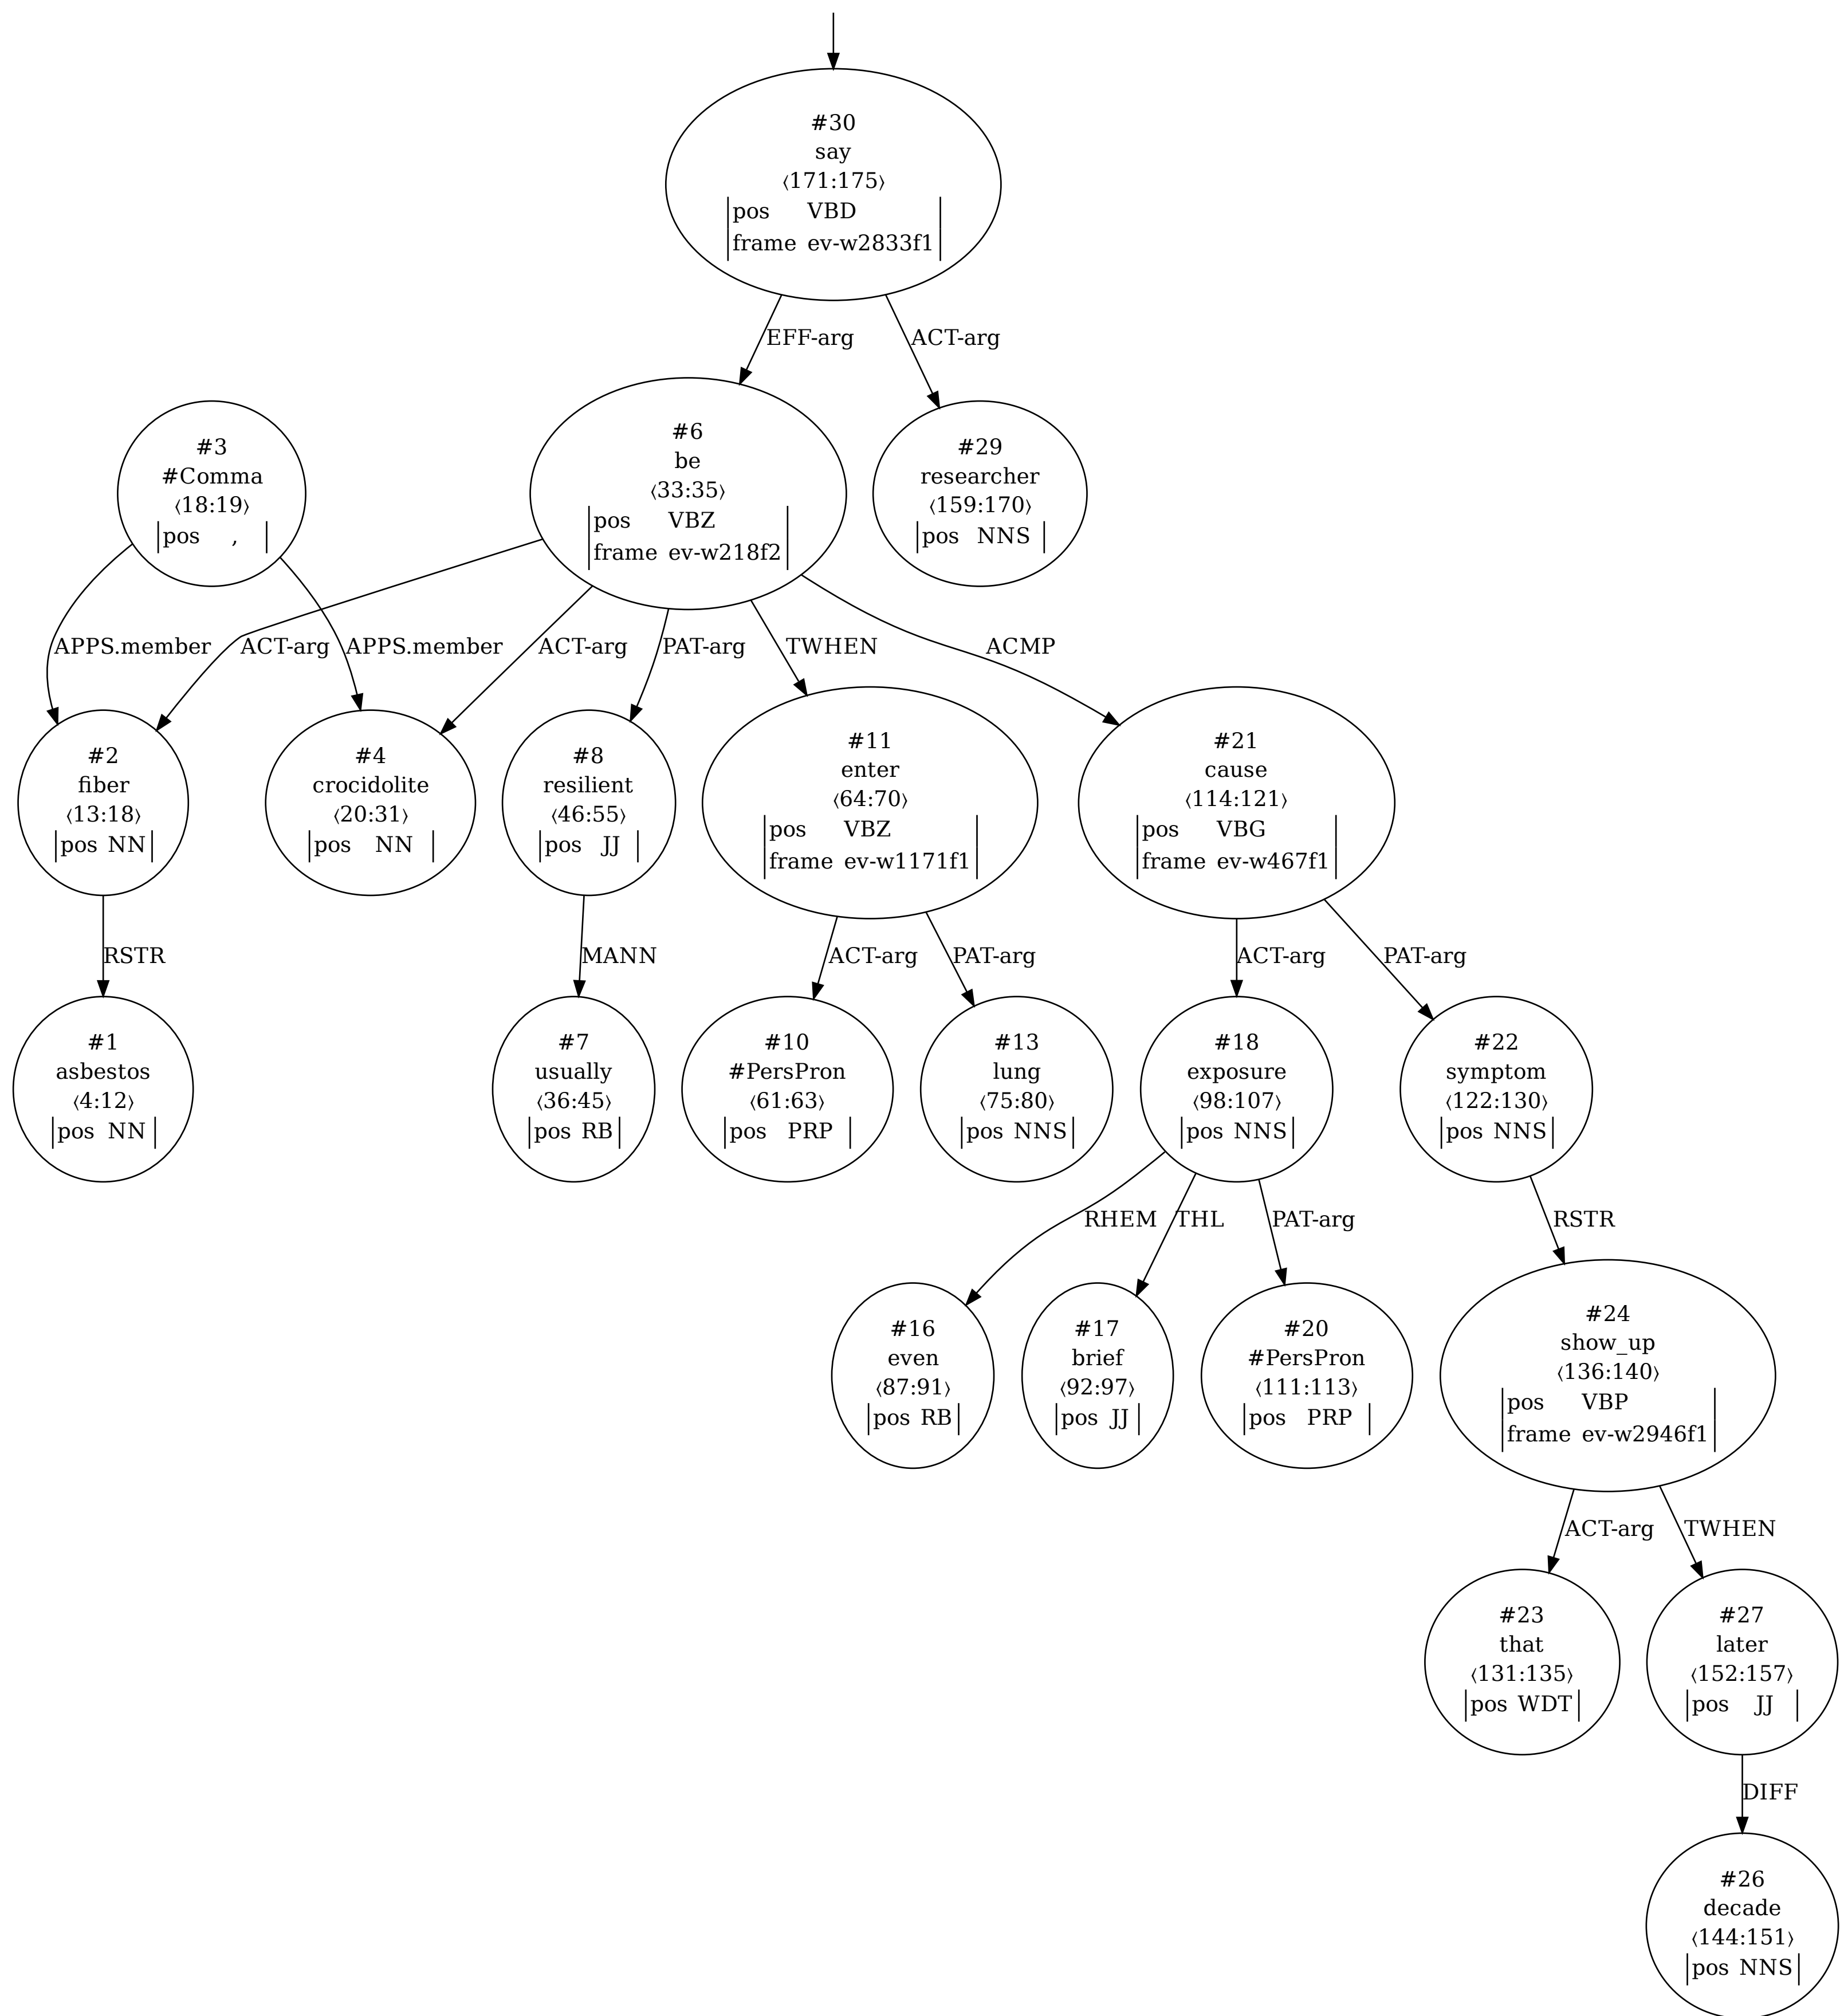 #30
say
⟨171:175⟩
pos VBD
frame ev-w2833f1
EFF-arg
ACT-arg
#3
#Comma
⟨18:19⟩
pos ,
#6
be
⟨33:35⟩
pos VBZ
frame ev-w218f2
#29
researcher
⟨159:170⟩
pos NNS
APPS.member
ACT-arg
APPS.member
ACT-arg
PAT-arg
TWHEN
ACMP
#2
fiber
⟨13:18⟩
pos NN
#4
crocidolite
⟨20:31⟩
pos NN
#8
resilient
⟨46:55⟩
pos JJ
#11
enter
⟨64:70⟩
pos VBZ
frame ev-w1171f1
#21
cause
⟨114:121⟩
pos VBG
frame ev-w467f1
RSTR
MANN
ACT-arg
PAT-arg
ACT-arg
PAT-arg
#1
asbestos
⟨4:12⟩
pos NN
#7
usually
⟨36:45⟩
pos RB
#10
#PersPron
⟨61:63⟩
pos PRP
#13
lung
⟨75:80⟩
pos NNS
#18
exposure
⟨98:107⟩
pos NNS
#22
symptom
⟨122:130⟩
pos NNS
RHEM
THL
PAT-arg
RSTR
#16
even
⟨87:91⟩
pos RB
#17
brief
⟨92:97⟩
pos JJ
#20
#PersPron
⟨111:113⟩
pos PRP
#24
show_up
⟨136:140⟩
pos VBP
frame ev-w2946f1
ACT-arg
TWHEN
#23
that
⟨131:135⟩
pos WDT
#27
later
⟨152:157⟩
pos JJ
DIFF
#26
decade
⟨144:151⟩
pos NNS